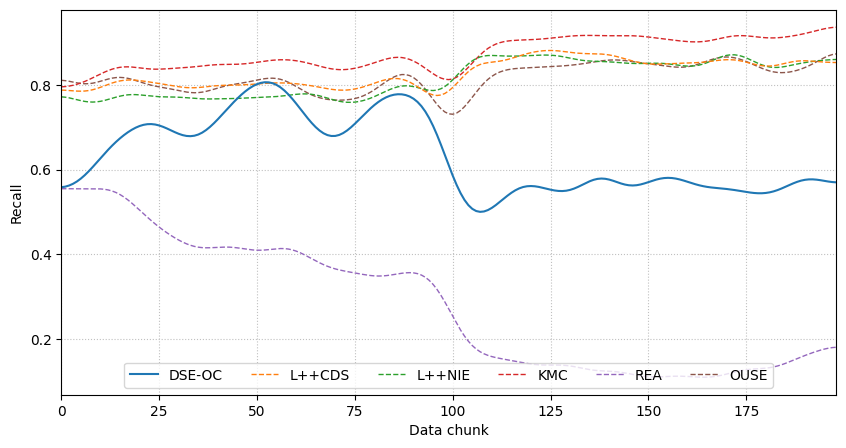 Recall
0.8
0.6
0.4
0.2
DSE-OC L++CDS L++NIE KMC REA OUSE
0 25 50 75 100 125 150 175
Data chunk